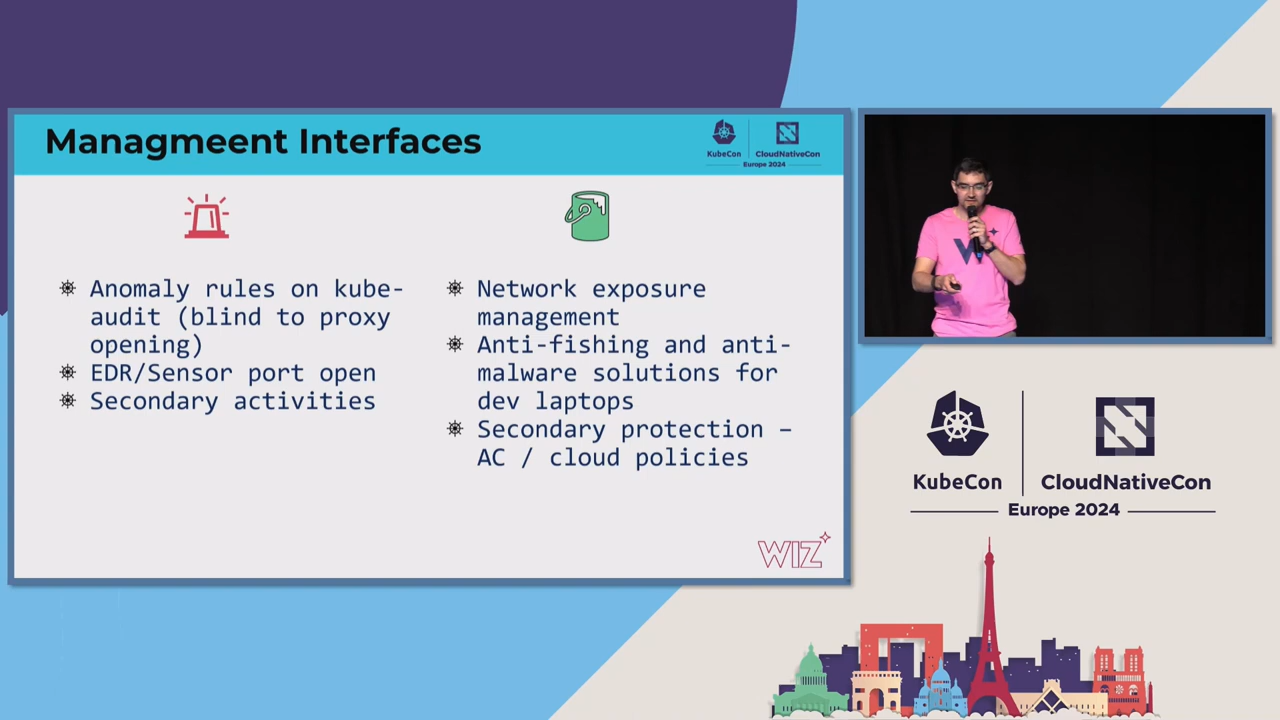 Managmeent Interfaces
KubeCon
CloudNativeCon
Europe 2024
Anomaly rules on kube-
audit (blind to proxy
opening)
EDR/Sensor port open
Secondary activities
Network exposure
management
Anti-fishing and anti-
malware solutions for
dev laptops
Secondary protection –
AC / cloud policies
WIZ
W
KubeCon
CloudNativeCon
Europe 2024